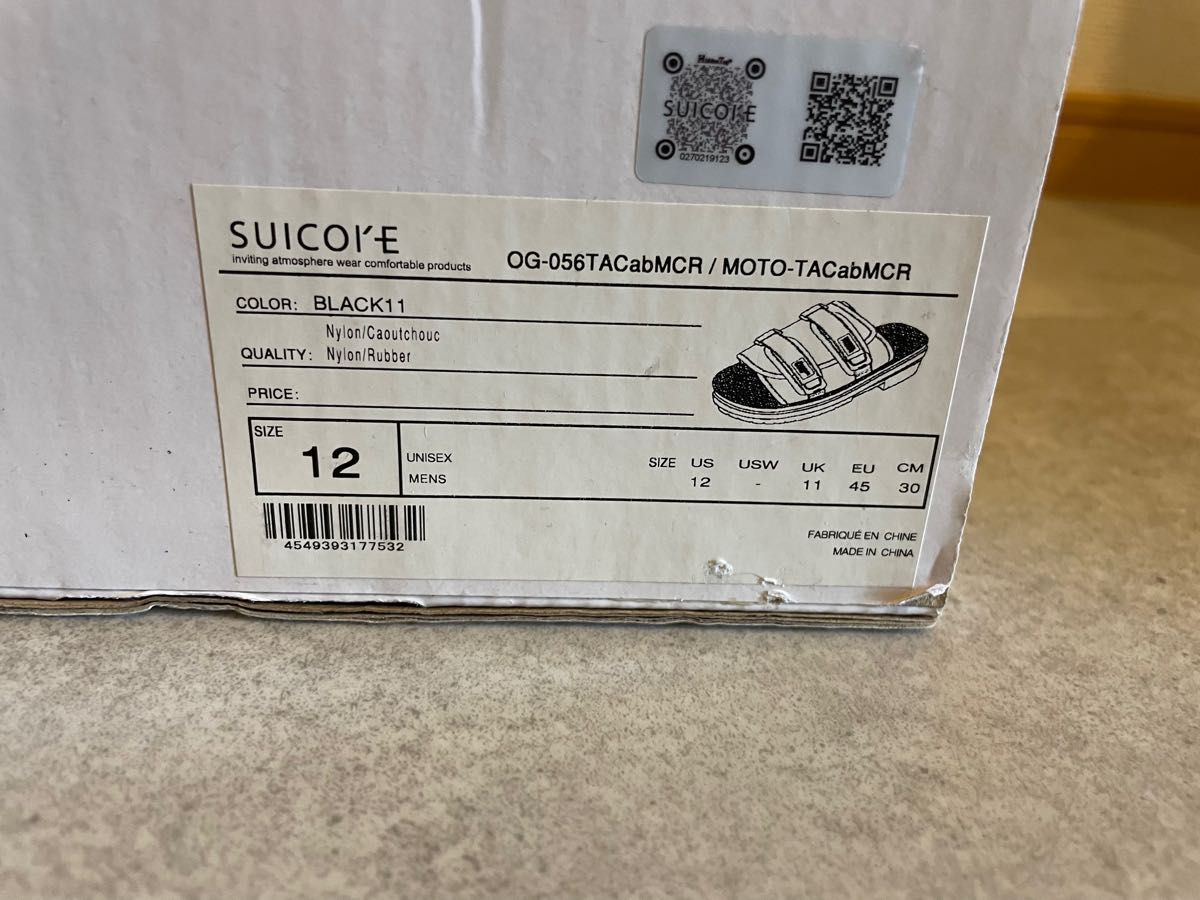 SUICOKE
0270219123
SUICOKE
inviting atmosphere wear comfortable products
OG-056TACabMCR / MOTO-TACabMCR
COLOR: BLACK11
Nylon/Caoutchouc
QUALITY: Nylon/Rubber
PRICE:
SIZE
12
UNISEX
MENS
SIZE US USW UK EU CM
12 - 11 45 30
4549393177532
FABRIQUÉ EN CHINE
MADE IN CHINA